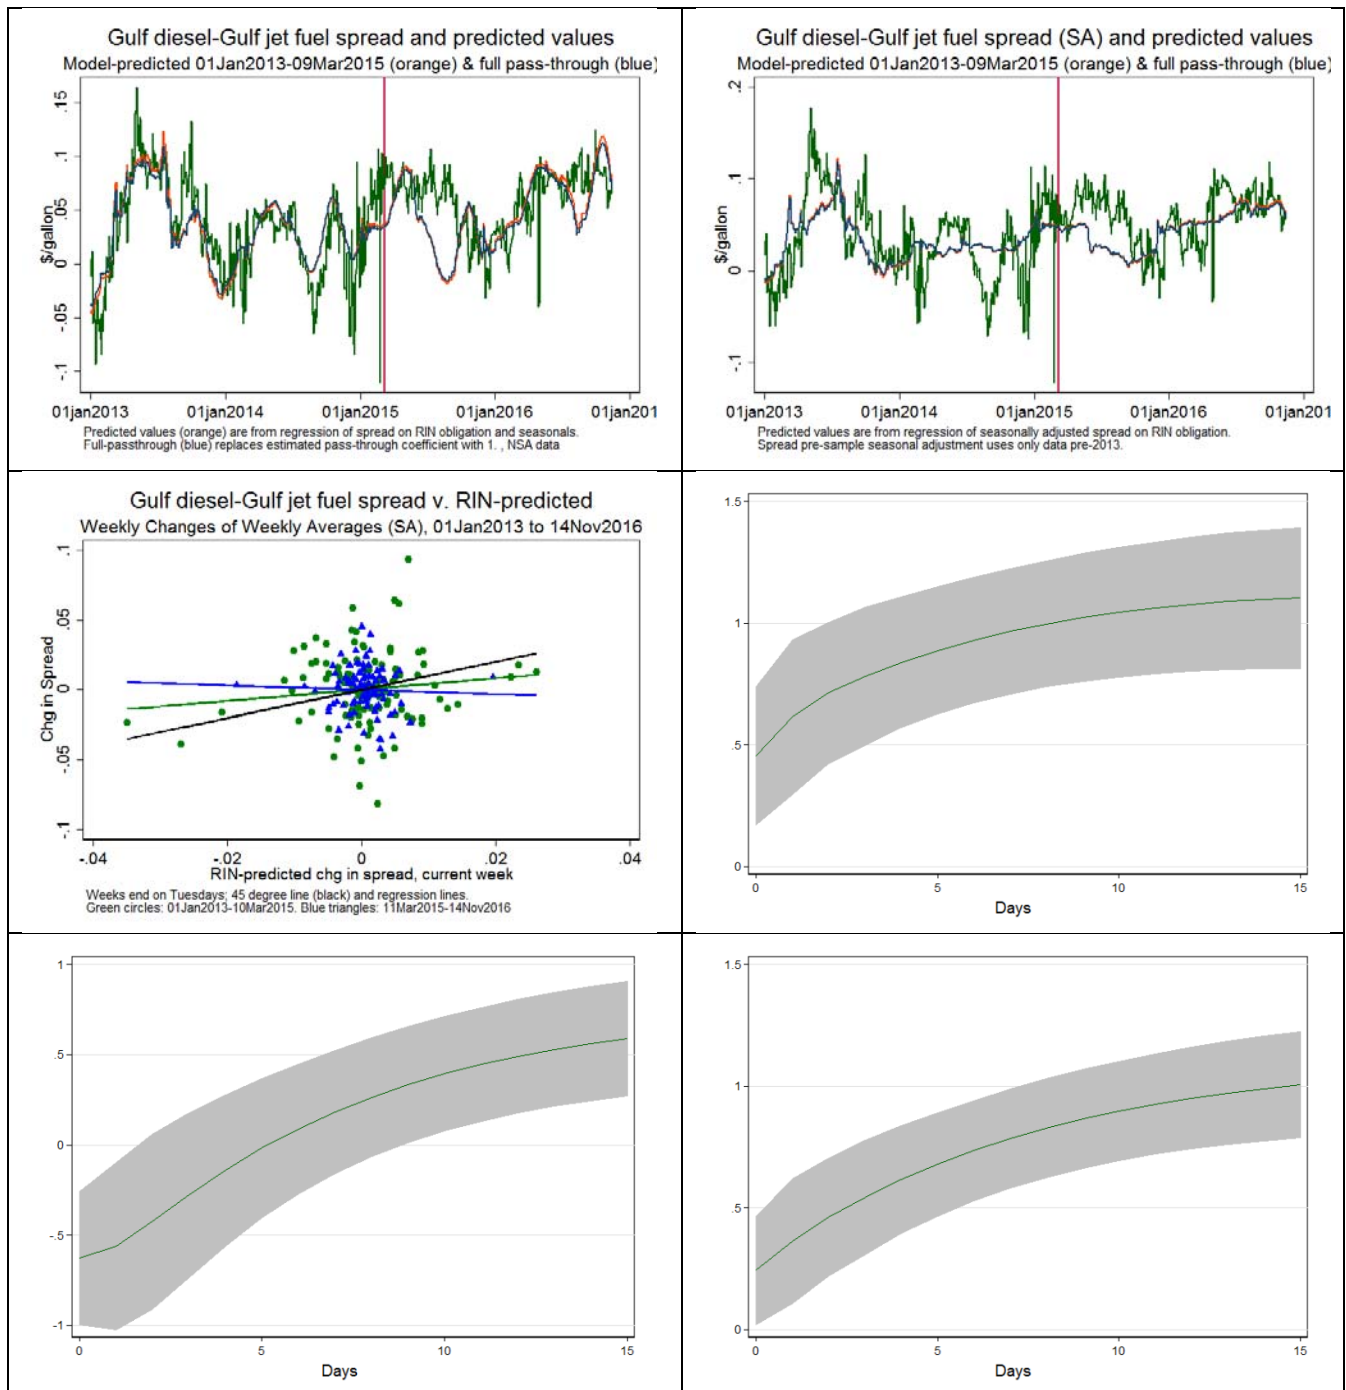 Gulf diesel-Gulf jet fuel spread and predicted values
Model-predicted 01Jan2013-09Mar2015 (orange) & full pass-through (blue)
$/gallon
.15
.1
.05
0
-.05
-.1
01jan2013 01jan2014 01jan2015 01jan2016 01jan201
Predicted values (orange) are from regression of spread on RIN obligation and seasonals.
Full-passthrough (blue) replaces estimated pass-through coefficient with 1. , NSA data
Gulf diesel-Gulf jet fuel spread (SA) and predicted values
Model-predicted 01Jan2013-09Mar2015 (orange) & full pass-through (blue)
$/gallon
.2
.1
0
-.1
01jan2013 01jan2014 01jan2015 01jan2016 01jan201
Predicted values are from regression of seasonally adjusted spread on RIN obligation.
Spread pre-sample seasonal adjustment uses only data pre-2013.
Gulf diesel-Gulf jet fuel spread v. RIN-predicted
Weekly Changes of Weekly Averages (SA), 01Jan2013 to 14Nov2016
Chg in Spread
.1
.05
0
-.05
-.1
-.04 -.02 0 .02 .04
RIN-predicted chg in spread, current week
Weeks end on Tuesdays; 45 degree line (black) and regression lines.
Green circles: 01Jan2013-10Mar2015. Blue triangles: 11Mar2015-14Nov2016
1.5
1
.5
0
0 5 10 15
Days
1
.5
0
-.5
-1
0 5 10 15
Days
1.5
1
.5
0
0 5 10 15
Days